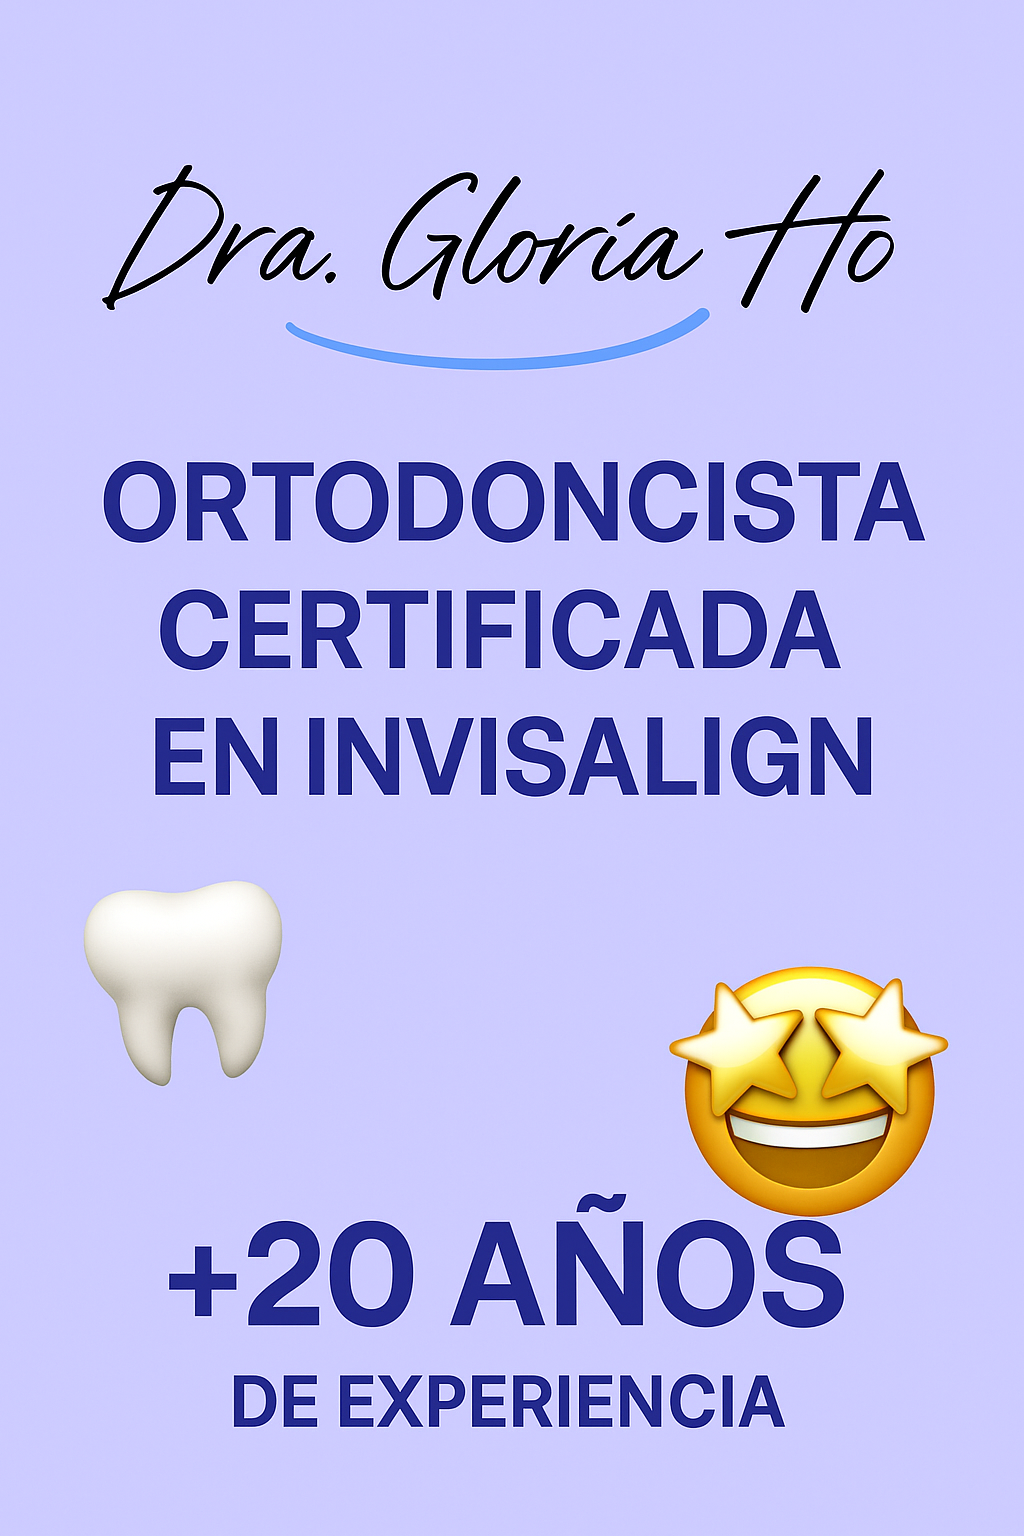 Dra. Gloria Ho
ORTODONCISTA
CERTIFICADA
EN INVISALIGN
+20 AÑOS
DE EXPERIENCIA